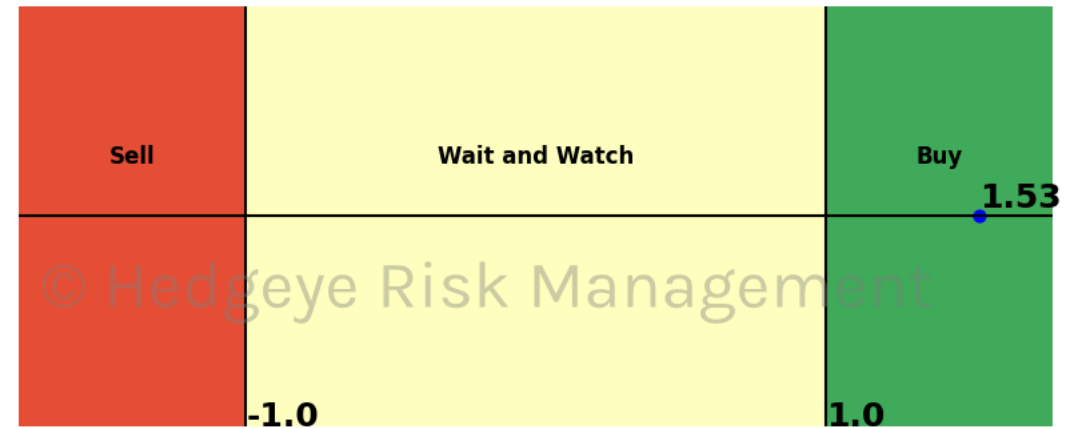 Sell
Wait and Watch
Buy
1.53
© Hedgeye Risk Management
-1.0
1.0